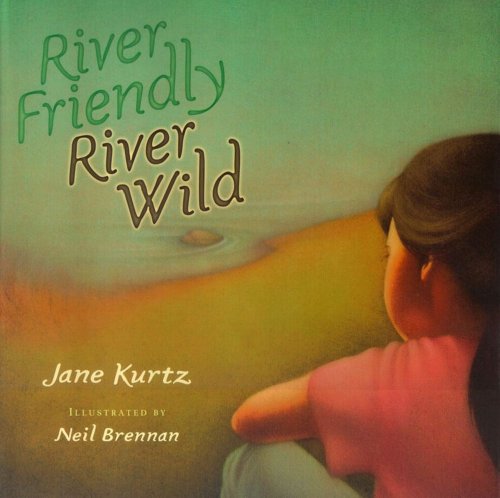 River
Friendly
River
Wild
Jane Kurtz
ILLUSTRATED BY
Neil Brennan